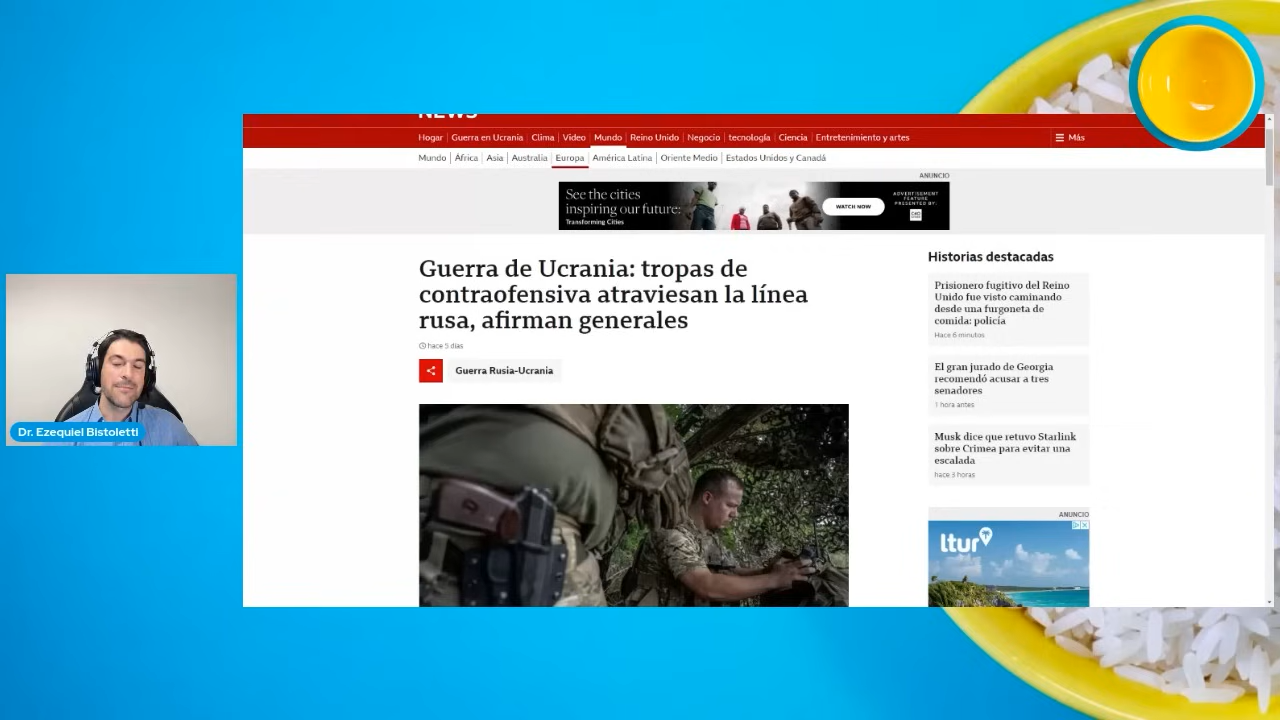 NEWS
Hogar
Guerra en Ucrania
Clima
Video
Mundo
Reino Unido
Negocio
tecnología
Ciencia
Entretenimiento y artes
Más
Mundo
África
Asia
Australia
Europa
América Latina
Oriente Medio
Estados Unidos y Canadá
ANUNCIO
See the cities
inspiring our future:
Transforming Cities
WATCH NOW
ADVERTISEMENT
FEATURE
PRESENTED BY:
Guerra de Ucrania: tropas de
contraofensiva atraviesan la línea
rusa, afirman generales
hace 5 días
Guerra Rusia-Ucrania
Historias destacadas
Prisionero fugitivo del Reino
Unido fue visto caminando
desde una furgoneta de
comida: policía
Hace 6 minutos
El gran jurado de Georgia
recomendó acusar a tres
senadores
1 hora antes
Musk dice que retuvo Starlink
sobre Crimea para evitar una
escalada
hace 3 horas
ANUNCIO
ltur
Dr. Ezequiel Bistoletti